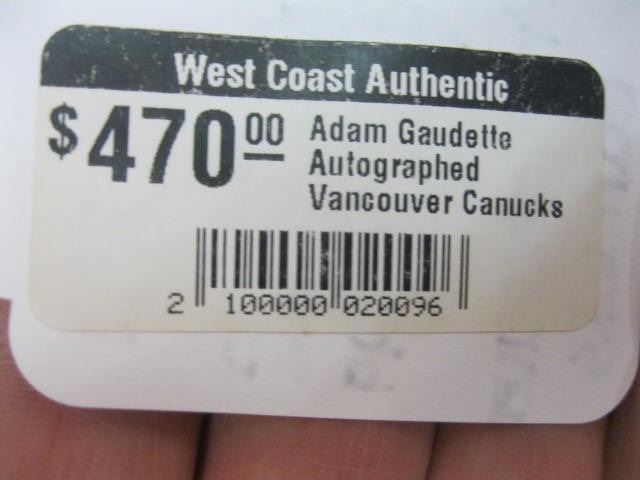 West Coast Authentic
$470.00
Adam Gaudette
Autographed
Vancouver Canucks
2 100000 020096